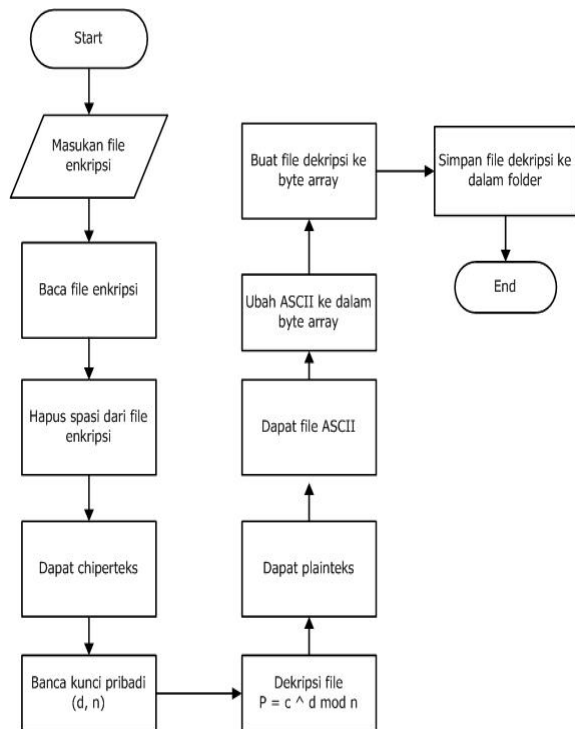 Start
Masukan file
enkripsi
Baca file enkripsi
Hapus spasi dari file
enkripsi
Dapat chiperteks
Banca kunci pribadi
(d, n)
Dekripsi file
P = c ^ d mod n
Dapat plainteks
Dapat file ASCII
Ubah ASCII ke dalam
byte array
Buat file dekripsi ke
byte array
Simpan file dekripsi ke
dalam folder
End